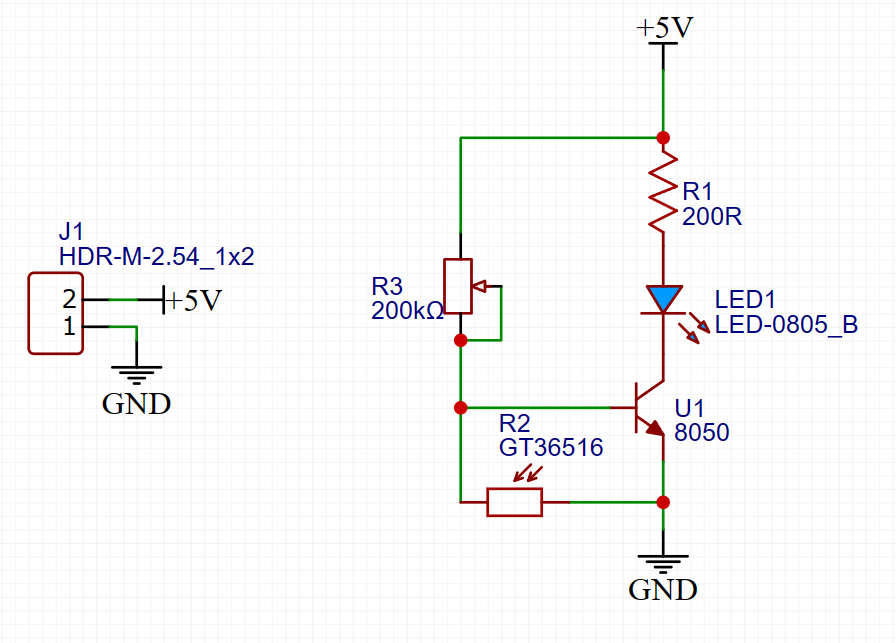 +5V
R1
200R
J1
HDR-M-2.54_1x2
2
+5V
1
GND
R3
200kΩ
LED1
LED-0805_B
U1
8050
R2
GT36516
GND